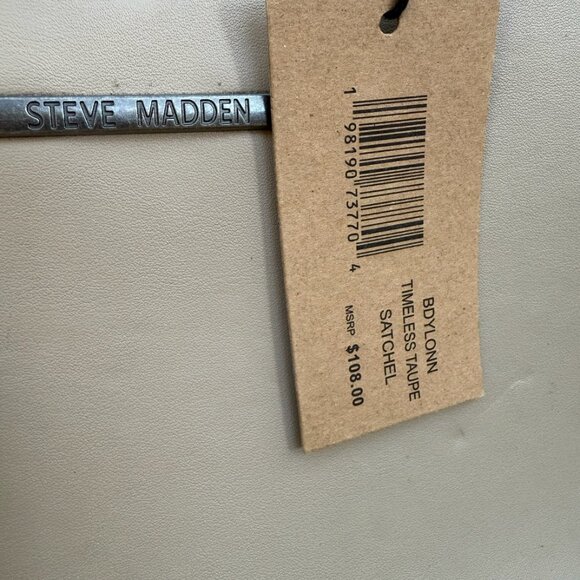 STEVE MADDEN
1 98190 73770 4
BDYLONN
TIMELESS TAUPE
SATCHEL
MSRP $108.00